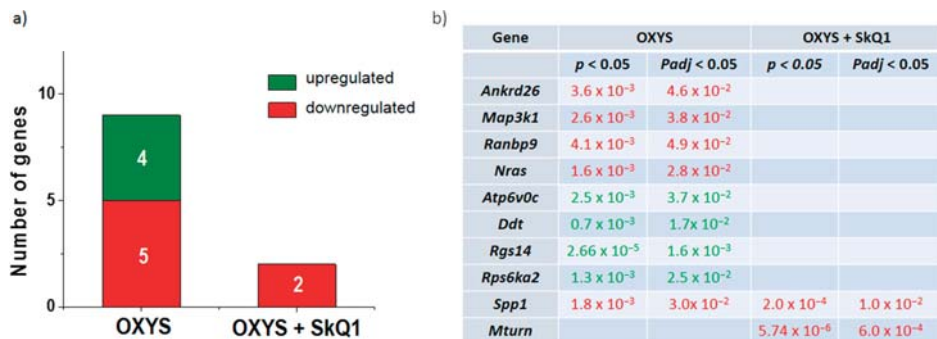 a)
upregulated
downregulated
Number of genes
10
5
0
4
5
2
OXYS
OXYS + SkQ1
b)
Gene OXYS OXYS + SkQ1
p < 0.05 Padj < 0.05 p < 0.05 Padj < 0.05
Ankrd26 3.6 x 10⁻³ 4.6 x 10⁻²
Map3k1 2.6 x 10⁻³ 3.8 x 10⁻²
Ranbp9 4.1 x 10⁻³ 4.9 x 10⁻²
Nras 1.6 x 10⁻³ 2.8 x 10⁻²
Atp6v0c 2.5 x 10⁻³ 3.7 x 10⁻²
Ddt 0.7 x 10⁻³ 1.7x 10⁻²
Rgs14 2.66 x 10⁻⁵ 1.6 x 10⁻³
Rps6ka2 1.3 x 10⁻³ 2.5 x 10⁻²
Spp1 1.8 x 10⁻³ 3.0x 10⁻² 2.0 x 10⁻⁴ 1.0 x 10⁻²
Mturn 5.74 x 10⁻⁶ 6.0 x 10⁻⁴